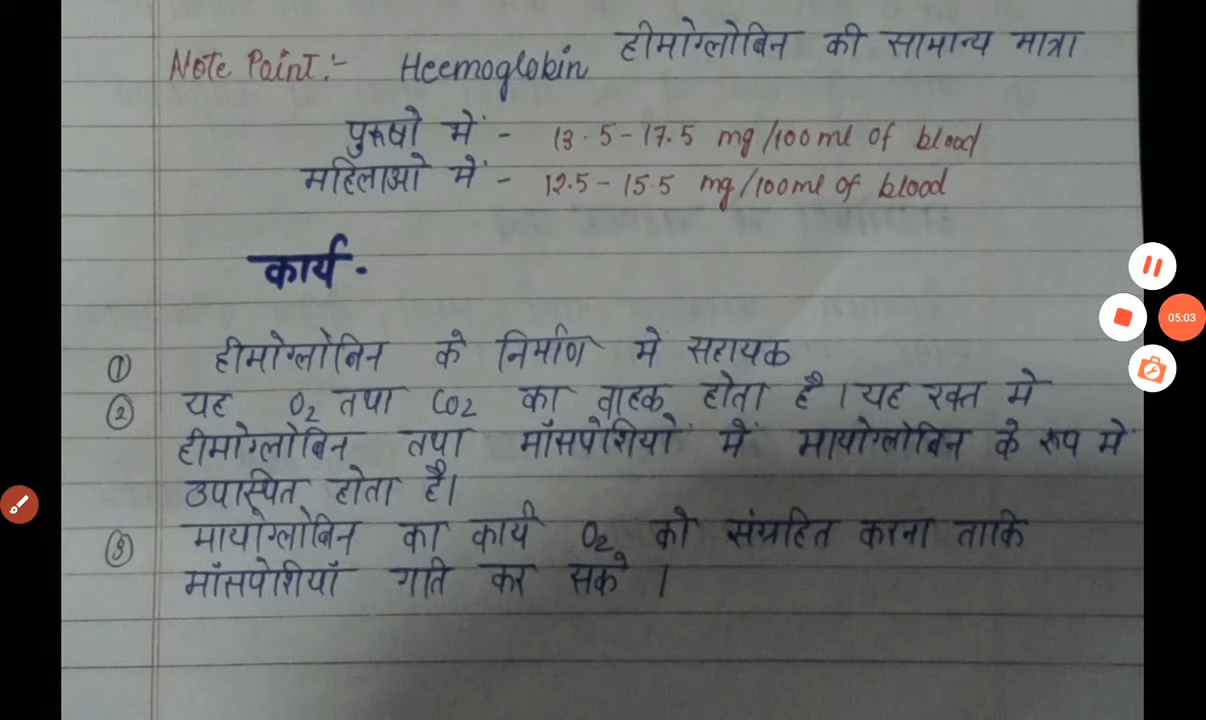 Note Point:- Heemoglobin हीमोग्लोबिन की सामान्य मात्रा
पुरुषो में - 13.5-17.5 mg/100ml of blood
महिलाओ में - 12.5-15.5 mg/100ml of blood
कार्य.
① हीमोग्लोबिन के निर्माण मे सहायक
② यह O2 तथा CO2 का वाहक होता है। यह रक्त मे
हीमोग्लोबिन तथा माँसपेशियो में मायोग्लोबिन के रूप मे
उपास्थित होता है।
③ मायोग्लोबिन का कार्य O2 को संग्रहित करना ताकि
माँसपेशियाँ गति कर सके।
05:03